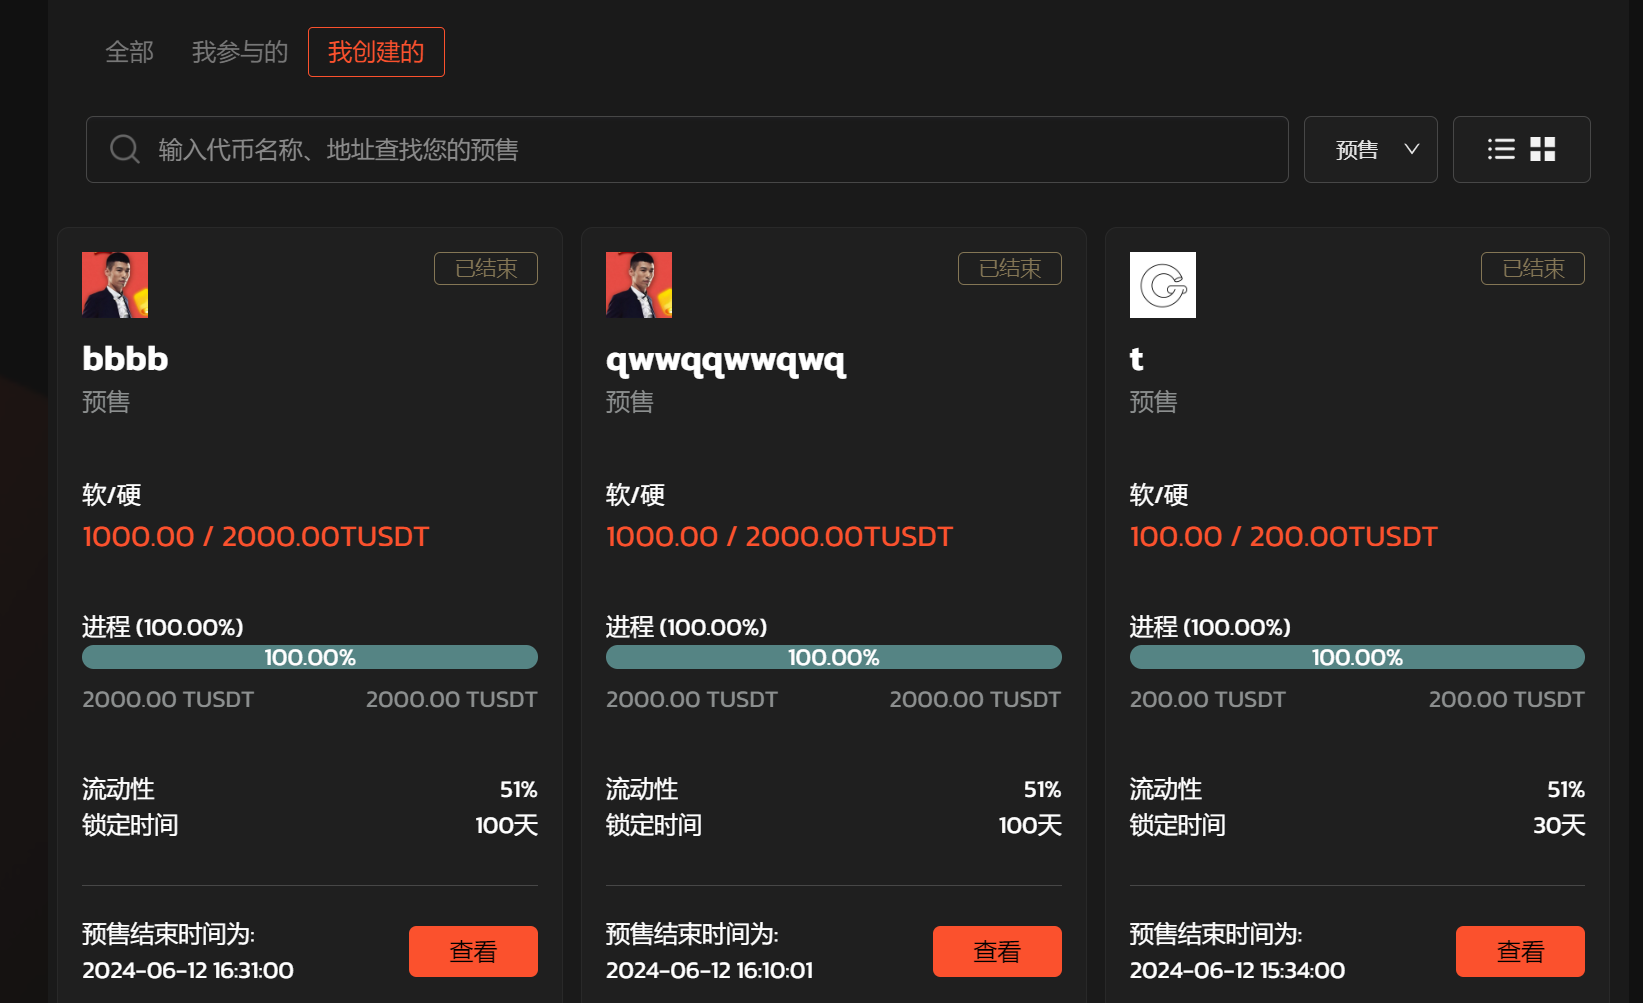 全部 我参与的 我创建的
输入代币名称、地址查找您的预售 预售
已结束
bbbb
预售
软/硬
1000.00 / 2000.00TUSDT
进程 (100.00%)
100.00%
2000.00 TUSDT 2000.00 TUSDT
流动性 51%
锁定时间 100天
预售结束时间为:
2024-06-12 16:31:00
查看
已结束
qwwqqwwqwq
预售
软/硬
1000.00 / 2000.00TUSDT
进程 (100.00%)
100.00%
2000.00 TUSDT 2000.00 TUSDT
流动性 51%
锁定时间 100天
预售结束时间为:
2024-06-12 16:10:01
查看
已结束
t
预售
软/硬
100.00 / 200.00TUSDT
进程 (100.00%)
100.00%
200.00 TUSDT 200.00 TUSDT
流动性 51%
锁定时间 30天
预售结束时间为:
2024-06-12 15:34:00
查看